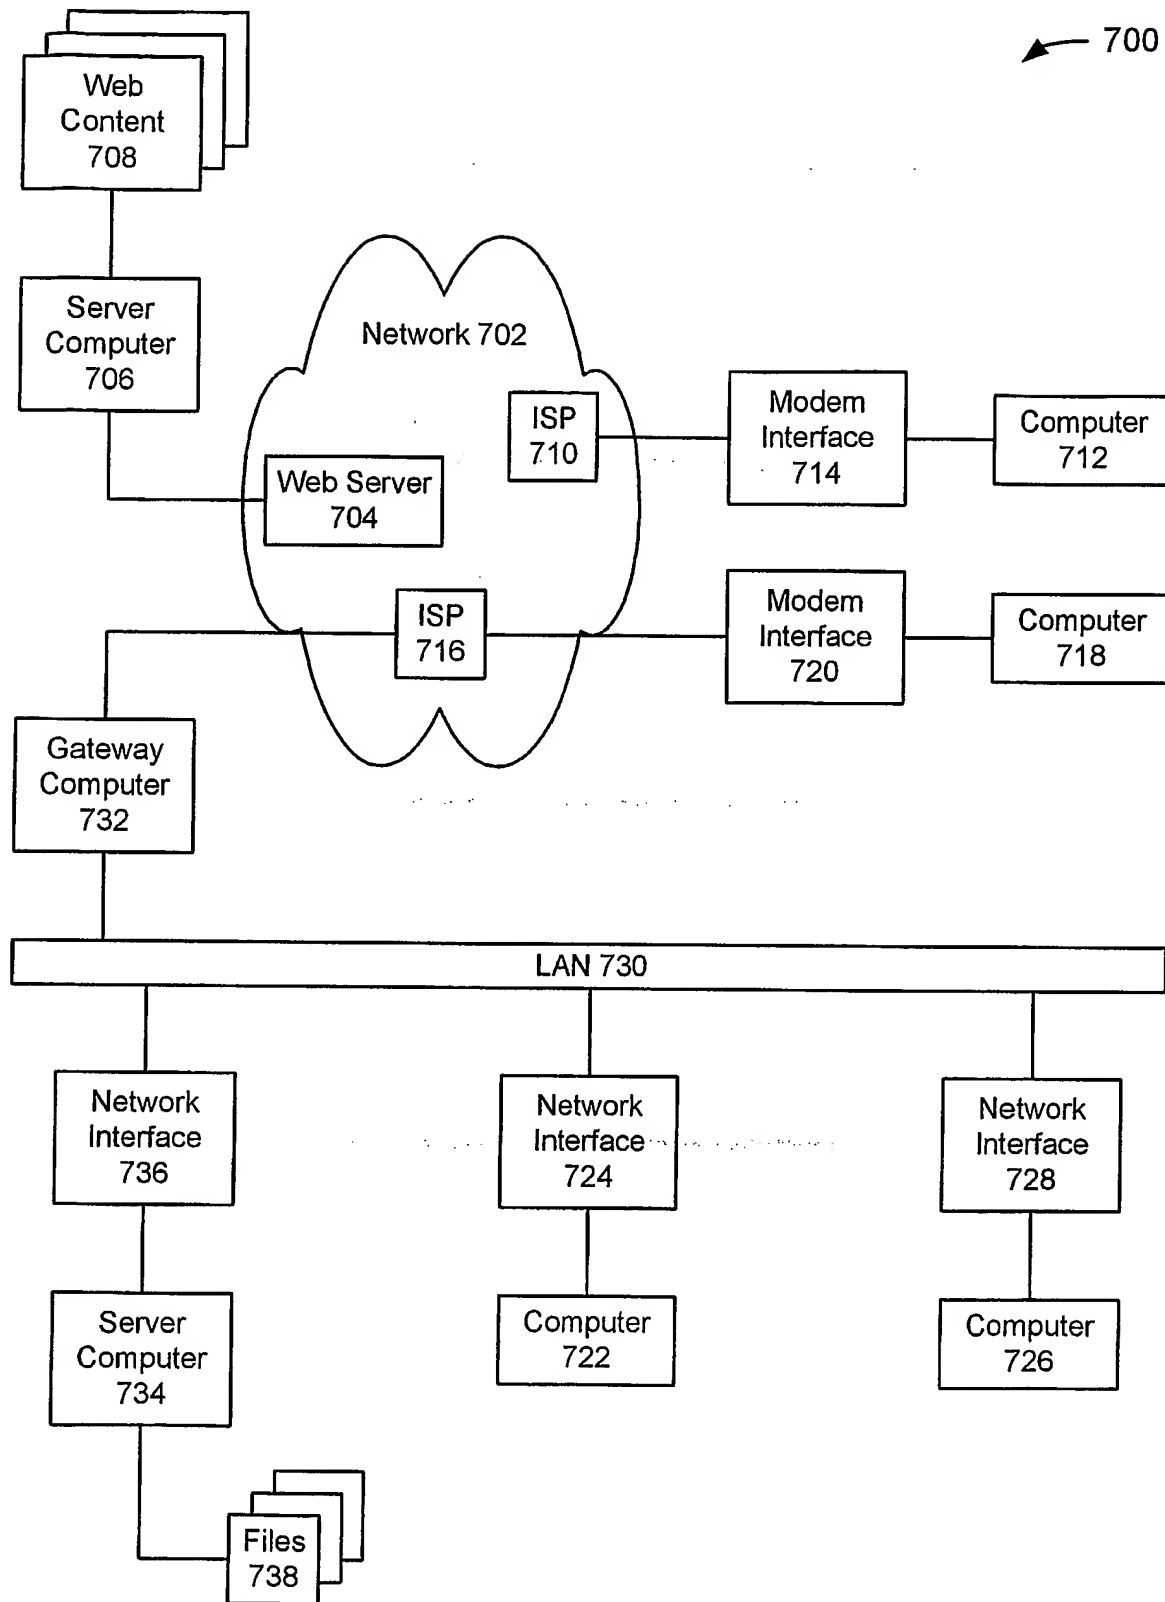 700
Web
Content
708
Server
Computer
706
Network 702
ISP
710
Modem
Interface
714
Computer
712
Web Server
704
ISP
716
Modem
Interface
720
Computer
718
Gateway
Computer
732
LAN 730
Network
Interface
736
Network
Interface
724
Network
Interface
728
Server
Computer
734
Computer
722
Computer
726
Files
738